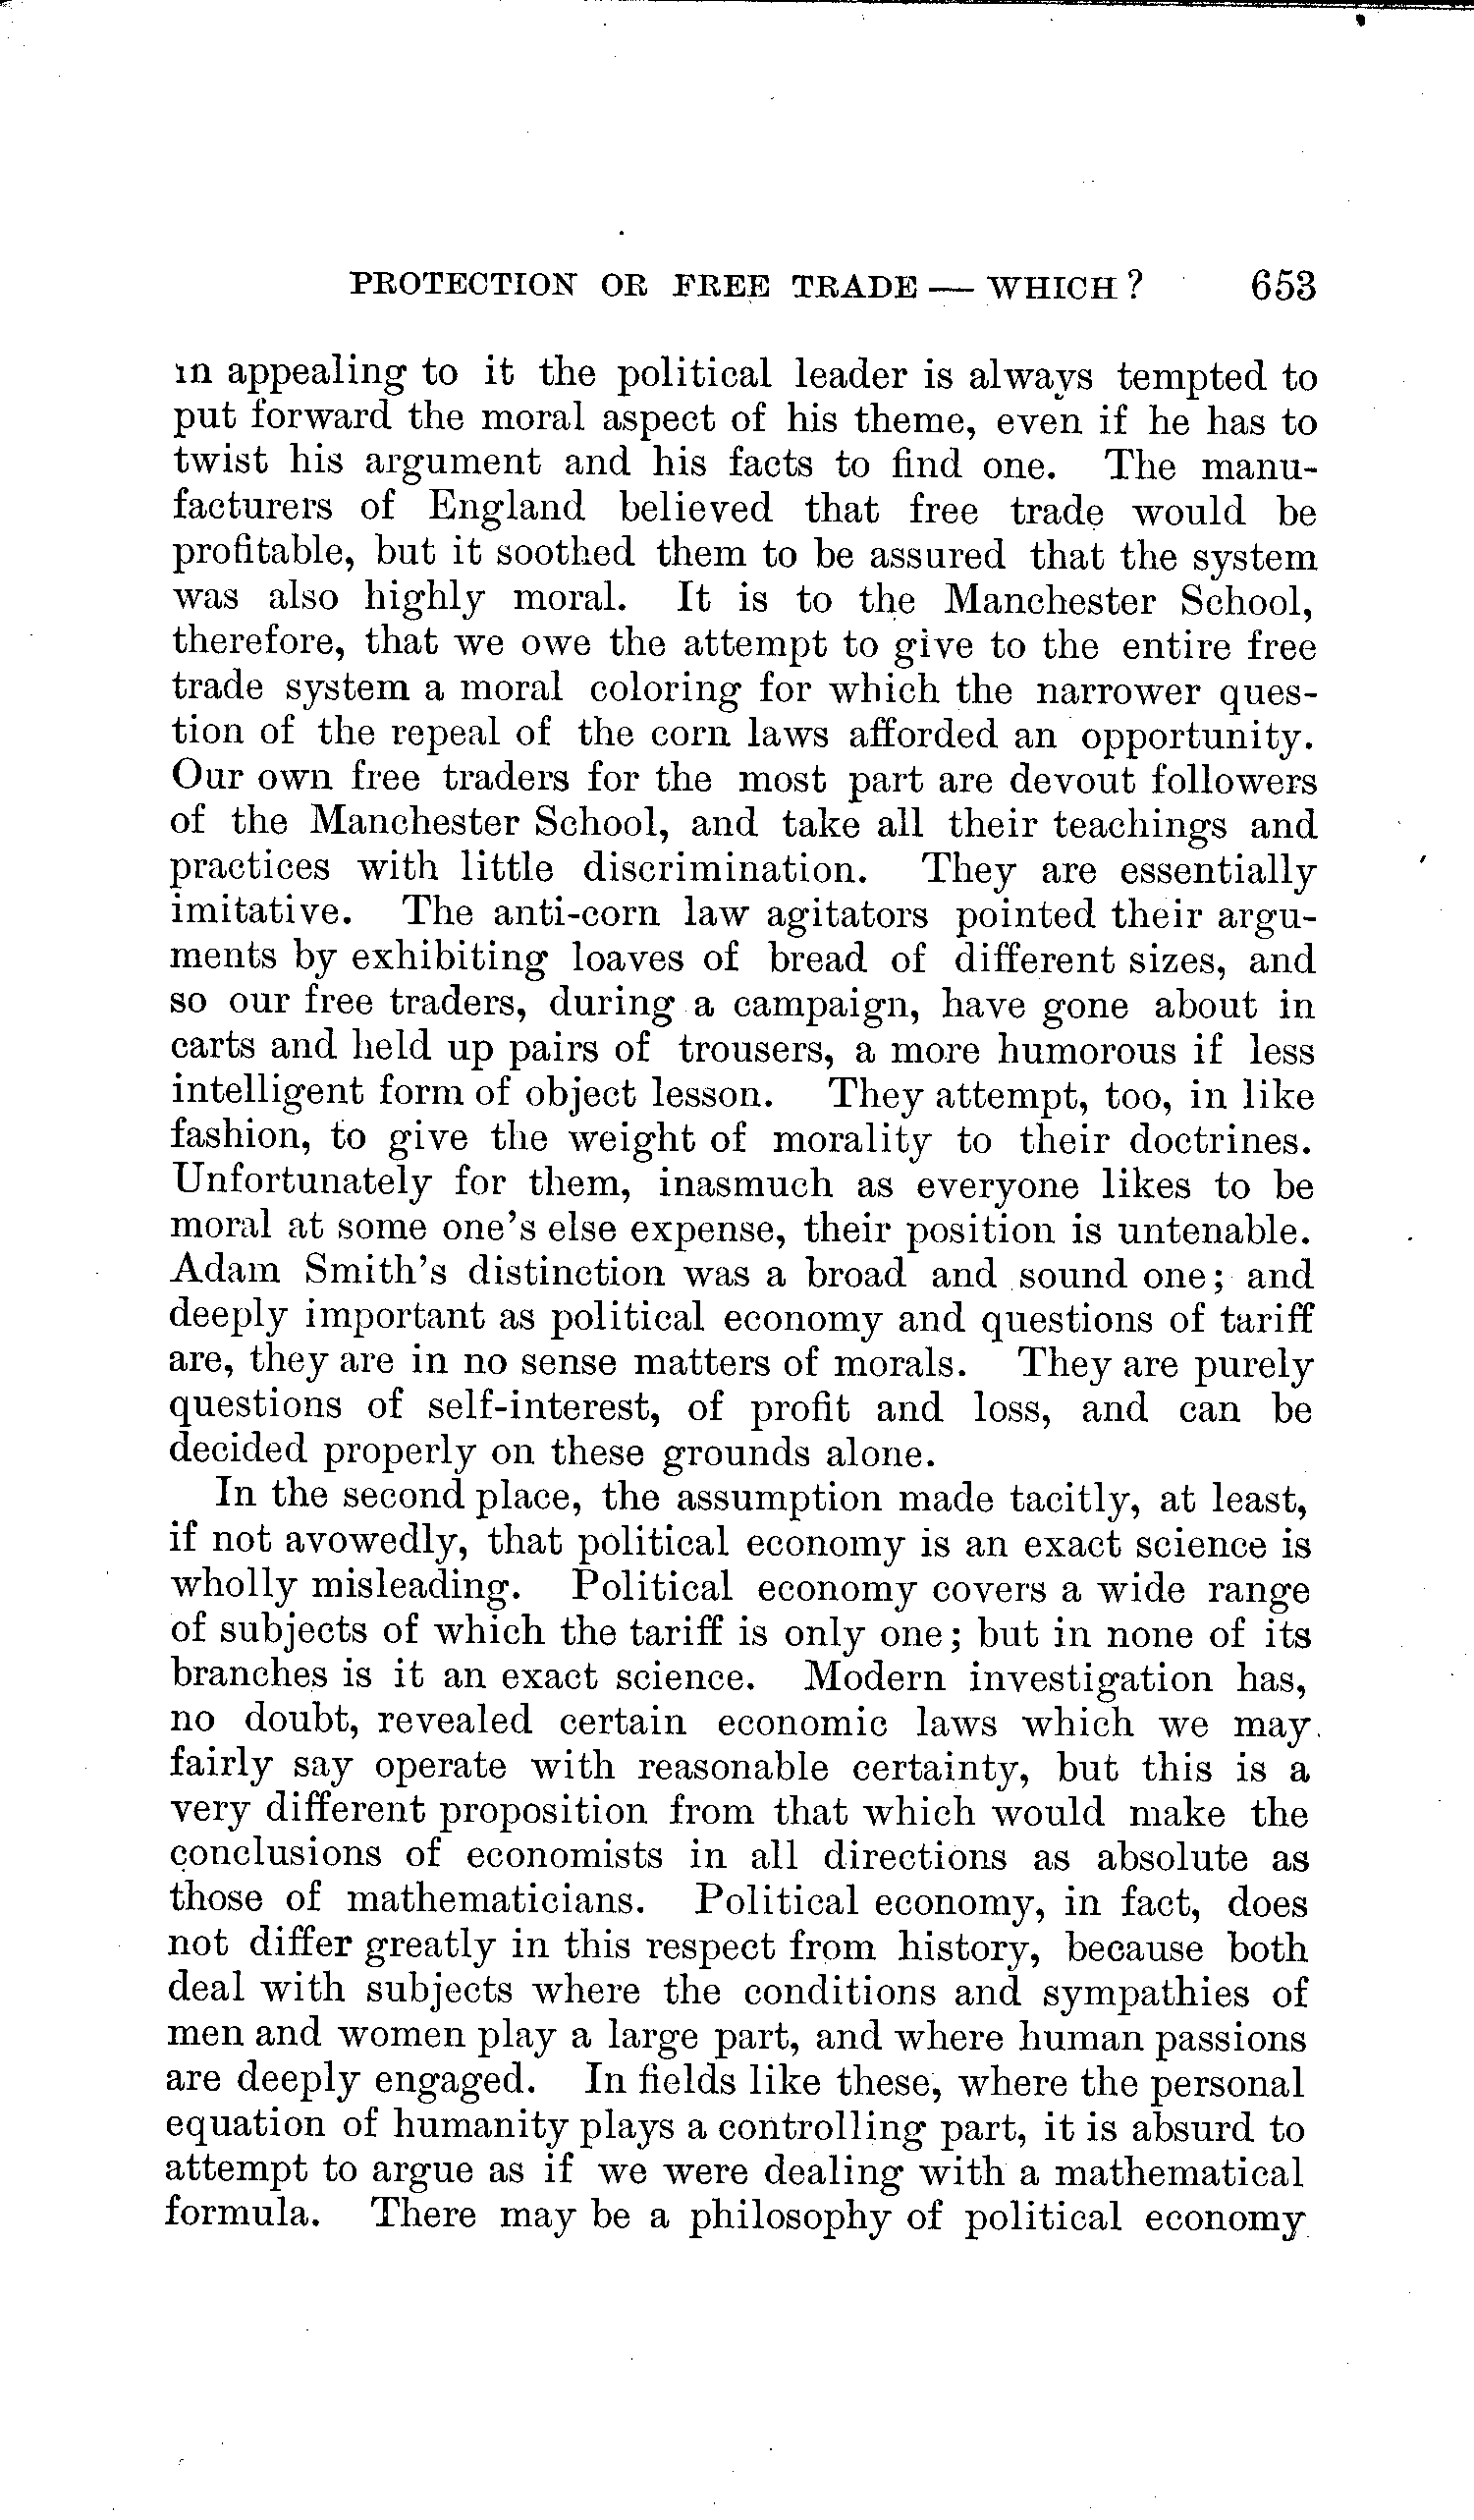 PROTECTION OR FREE TRADE — WHICH? 653
in appealing to it the political leader is always tempted to
put forward the moral aspect of his theme, even if he has to
twist his argument and his facts to find one. The manu-
facturers of England believed that free trade would be
profitable, but it soothed them to be assured that the system
was also highly moral. It is to the Manchester School,
therefore, that we owe the attempt to give to the entire free
trade system a moral coloring for which the narrower ques-
tion of the repeal of the corn laws afforded an opportunity.
Our own free traders for the most part are devout followers
of the Manchester School, and take all their teachings and
practices with little discrimination. They are essentially
imitative. The anti-corn law agitators pointed their argu-
ments by exhibiting loaves of bread of different sizes, and
so our free traders, during a campaign, have gone about in
carts and held up pairs of trousers, a more humorous if less
intelligent form of object lesson. They attempt, too, in like
fashion, to give the weight of morality to their doctrines.
Unfortunately for them, inasmuch as everyone likes to be
moral at some one's else expense, their position is untenable.
Adam Smith's distinction was a broad and sound one; and
deeply important as political economy and questions of tariff
are, they are in no sense matters of morals. They are purely
questions of self-interest, of profit and loss, and can be
decided properly on these grounds alone.
In the second place, the assumption made tacitly, at least,
if not avowedly, that political economy is an exact science is
wholly misleading. Political economy covers a wide range
of subjects of which the tariff is only one; but in none of its
branches is it an exact science. Modern investigation has,
no doubt, revealed certain economic laws which we may
fairly say operate with reasonable certainty, but this is a
very different proposition from that which would make the
conclusions of economists in all directions as absolute as
those of mathematicians. Political economy, in fact, does
not differ greatly in this respect from history, because both
deal with subjects where the conditions and sympathies of
men and women play a large part, and where human passions
are deeply engaged. In fields like these, where the personal
equation of humanity plays a controlling part, it is absurd to
attempt to argue as if we were dealing with a mathematical
formula. There may be a philosophy of political economy